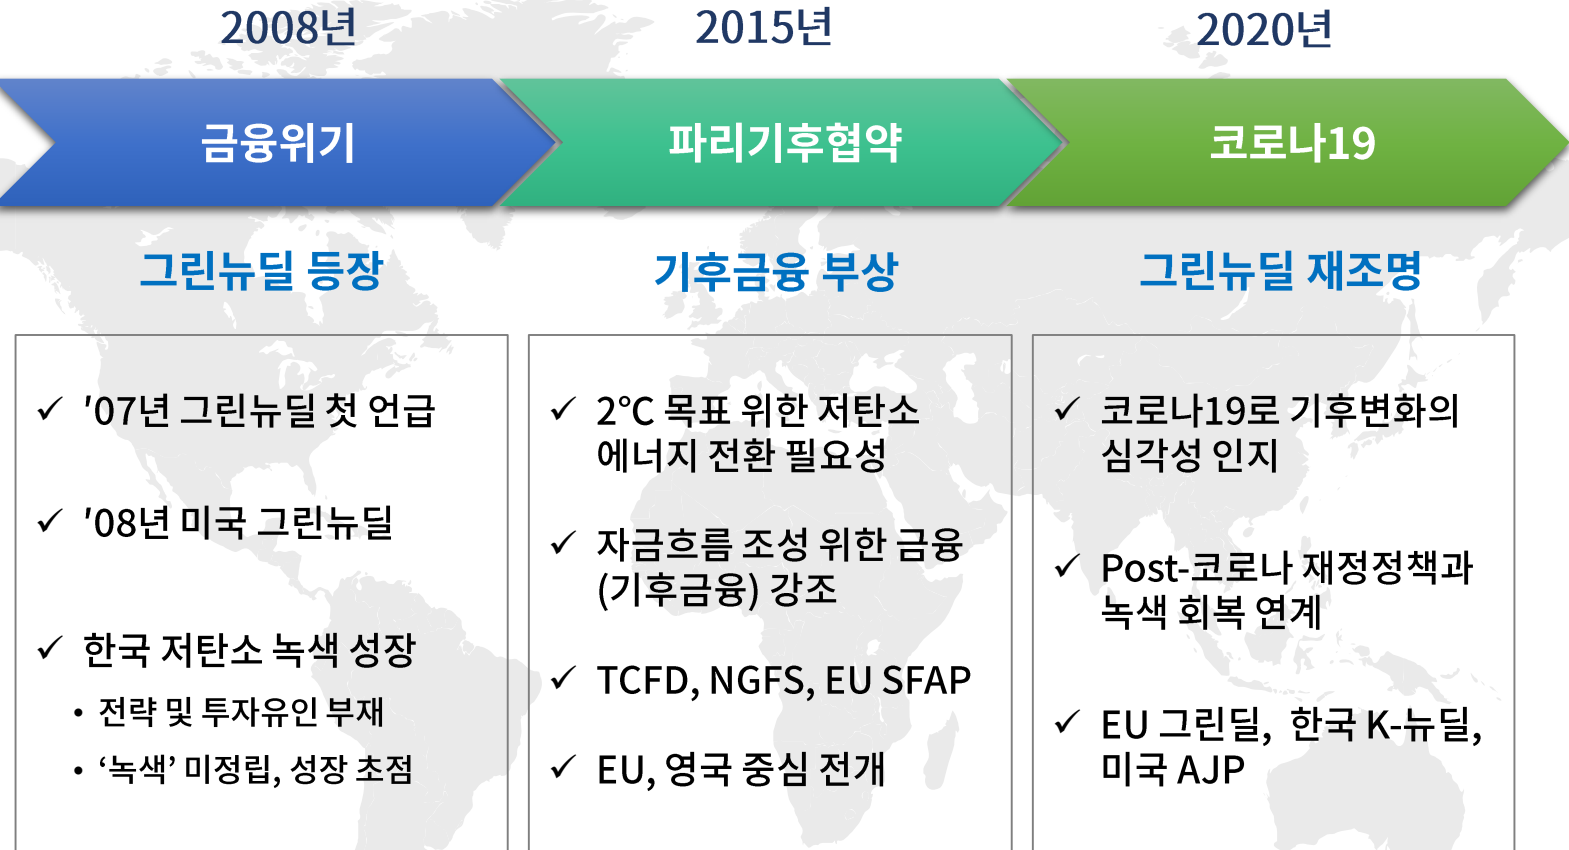 2008년
2015년
2020년
금융위기
파리기후협약
코로나19
그린뉴딜 등장
기후금융 부상
그린뉴딜 재조명
✓ ′07년 그린뉴딜 첫 언급
✓ ′08년 미국 그린뉴딜
✓ 한국 저탄소 녹색 성장
• 전략 및 투자유인 부재
• ‘녹색’ 미정립, 성장 초점
✓ 2℃ 목표 위한 저탄소
에너지 전환 필요성
✓ 자금흐름 조성 위한 금융
(기후금융) 강조
✓ TCFD, NGFS, EU SFAP
✓ EU, 영국 중심 전개
✓ 코로나19로 기후변화의
심각성 인지
✓ Post-코로나 재정정책과
녹색 회복 연계
✓ EU 그린딜, 한국 K-뉴딜,
미국 AJP